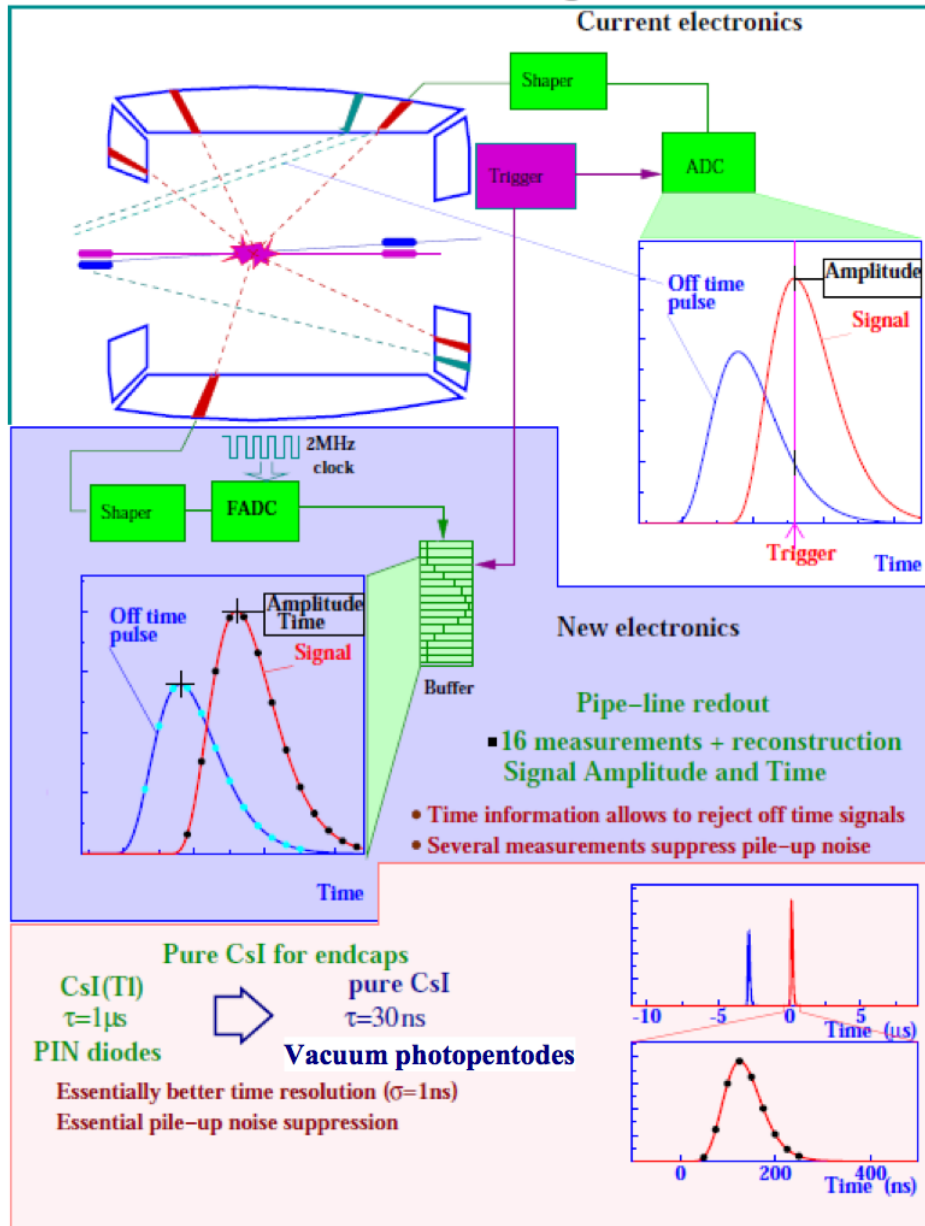 Current electronics
Shaper
ADC
Trigger
Off time
pulse
Amplitude
Signal
Trigger
Time
2MHz
clock
Shaper
FADC
Off time
pulse
Amplitude
Time
Signal
Buffer
Time
New electronics
Pipe-line redout
16 measurements + reconstruction
Signal Amplitude and Time
• Time information allows to reject off time signals
• Several measurements suppress pile-up noise
Pure CsI for endcaps
CsI(Tl)
τ=1μs
PIN diodes
pure CsI
τ=30ns
Vacuum photopentodes
Essentially better time resolution (σ=1ns)
Essential pile-up noise suppression
-10 -5 0 5
Time (μs)
0 200 400
Time (ns)